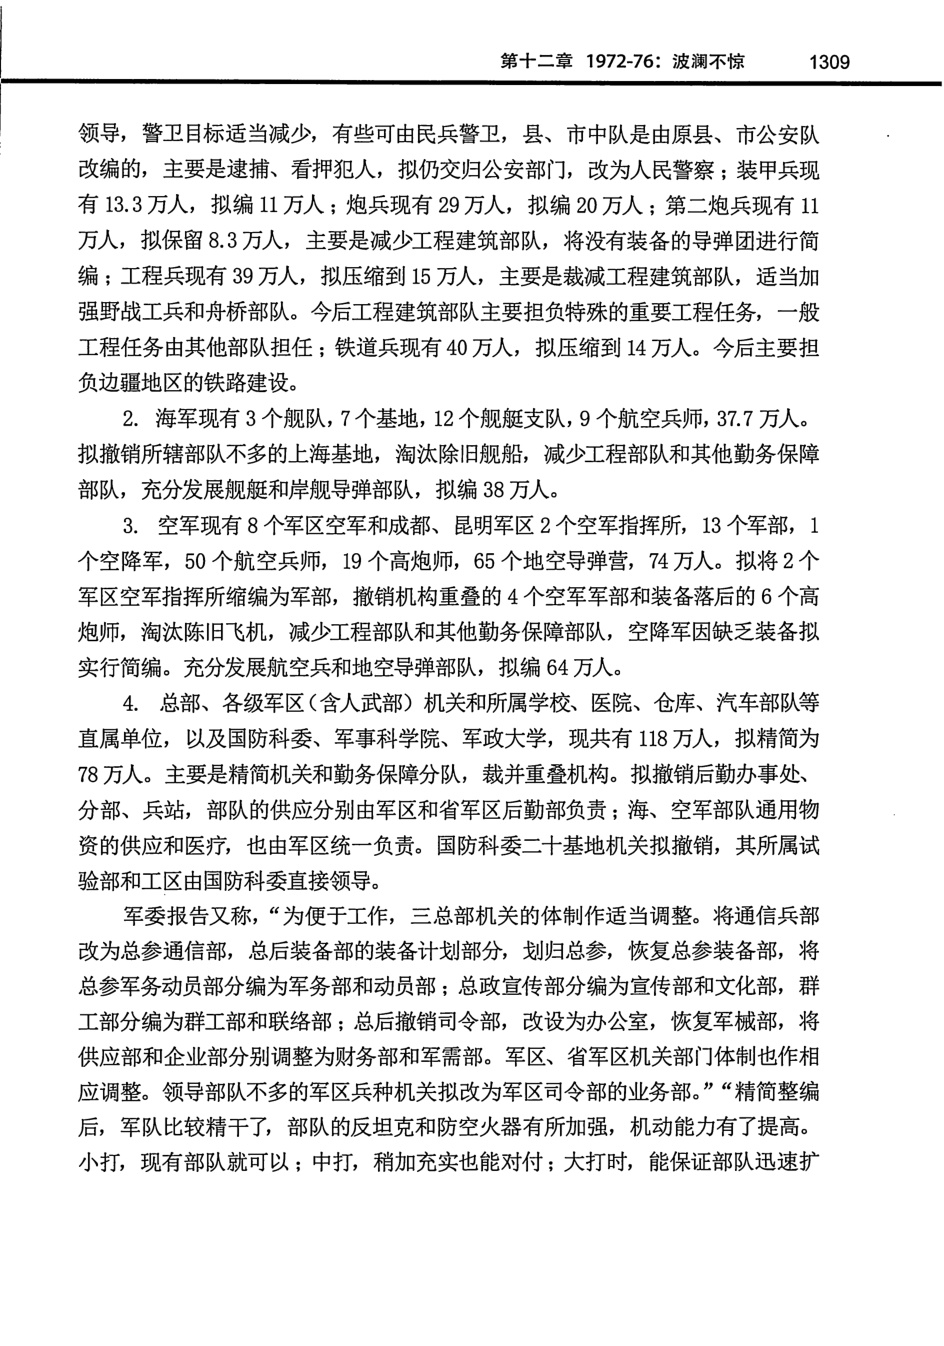 第十二章 1972-76：波澜不惊 1309
领导，警卫目标适当减少，有些可由民兵警卫，县、市中队是由原县、市公安队
改编的，主要是逮捕、看押犯人，拟仍交归公安部门，改为人民警察；装甲兵现
有 13.3 万人，拟编 11 万人；炮兵现有 29 万人，拟编 20 万人；第二炮兵现有 11
万人，拟保留 8.3 万人，主要是减少工程建筑部队，将没有装备的导弹团进行简
编；工程兵现有 39 万人，拟压缩到 15 万人，主要是裁减工程建筑部队，适当加
强野战工兵和舟桥部队。今后工程建筑部队主要担负特殊的重要工程任务，一般
工程任务由其他部队担任；铁道兵现有 40 万人，拟压缩到 14 万人。今后主要担
负边疆地区的铁路建设。
2. 海军现有 3 个舰队，7 个基地，12 个舰艇支队，9 个航空兵师，37.7 万人。
拟撤销所辖部队不多的上海基地，淘汰除旧舰船，减少工程部队和其他勤务保障
部队，充分发展舰艇和岸舰导弹部队，拟编 38 万人。
3. 空军现有 8 个军区空军和成都、昆明军区 2 个空军指挥所，13 个军部，1
个空降军，50 个航空兵师，19 个高炮师，65 个地空导弹营，74 万人。拟将 2 个
军区空军指挥所缩编为军部，撤销机构重叠的 4 个空军军部和装备落后的 6 个高
炮师，淘汰陈旧飞机，减少工程部队和其他勤务保障部队，空降军因缺乏装备拟
实行简编。充分发展航空兵和地空导弹部队，拟编 64 万人。
4. 总部、各级军区（含人武部）机关和所属学校、医院、仓库、汽车部队等
直属单位，以及国防科委、军事科学院、军政大学，现共有 118 万人，拟精简为
78 万人。主要是精简机关和勤务保障分队，裁并重叠机构。拟撤销后勤办事处、
分部、兵站，部队的供应分别由军区和省军区后勤部负责；海、空军部队通用物
资的供应和医疗，也由军区统一负责。国防科委二十基地机关拟撤销，其所属试
验部和工区由国防科委直接领导。
军委报告又称，“为便于工作，三总部机关的体制作适当调整。将通信兵部
改为总参通信部，总后装备部的装备计划部分，划归总参，恢复总参装备部，将
总参军务动员部分编为军务部和动员部；总政宣传部分编为宣传部和文化部，群
工部分编为群工部和联络部；总后撤销司令部，改设为办公室，恢复军械部，将
供应部和企业部分别调整为财务部和军需部。军区、省军区机关部门体制也作相
应调整。领导部队不多的军区兵种机关拟改为军区司令部的业务部。”“精简整编
后，军队比较精干了，部队的反坦克和防空火器有所加强，机动能力有了提高。
小打，现有部队就可以；中打，稍加充实也能对付；大打时，能保证部队迅速扩